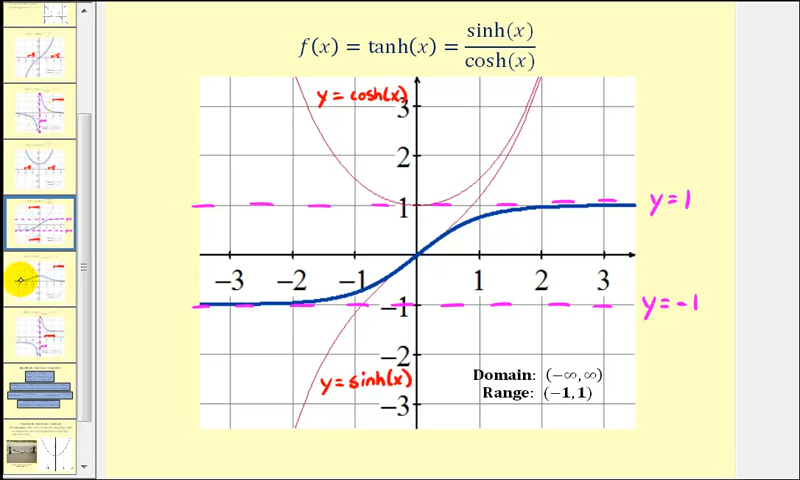 f(x) = tanh(x) = sinh(x)/cosh(x)
y = cosh(x)
3
2
1
y = 1
-3 -2 -1 1 2 3
-1
y = -1
-2
y = sinh(x)
-3
Domain: (-∞, ∞)
Range: (-1, 1)